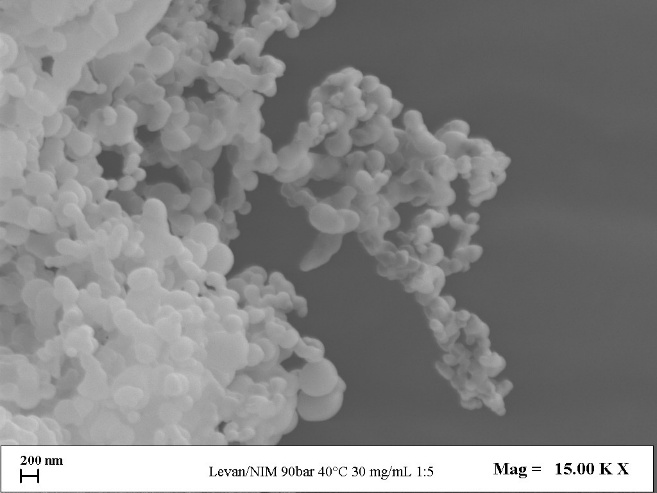 200 nm
Levan/NIM 90bar 40°C 30 mg/mL 1:5
Mag = 15.00 K X